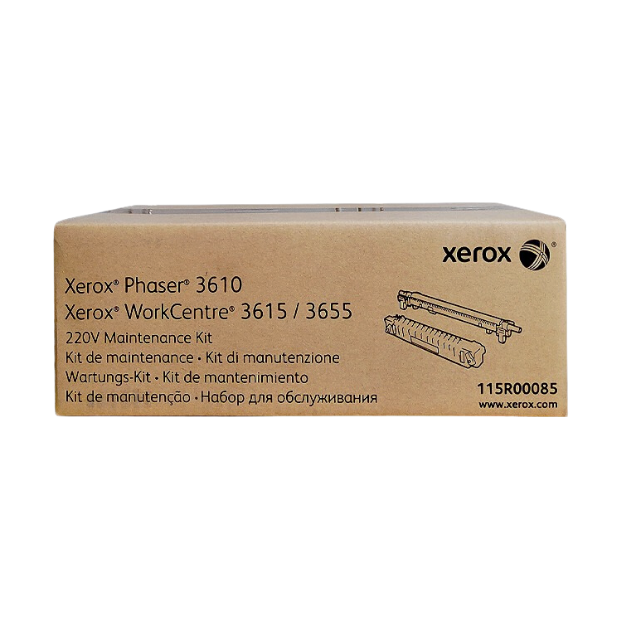 xerox
Xerox® Phaser® 3610
Xerox® WorkCentre® 3615 / 3655
220V Maintenance Kit
Kit de maintenance • Kit di manutenzione
Wartungs-Kit • Kit de mantenimiento
Kit de manutenção • Набор для обслуживания
115R00085
www.xerox.com